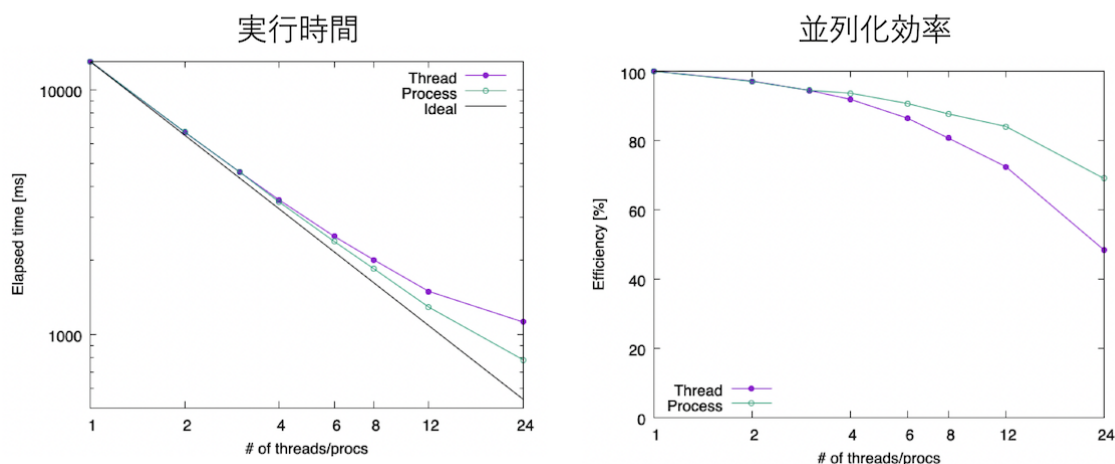 実行時間
Thread
Process
Ideal
10000
1000
Elapsed time [ms]
1 2 4 6 8 12 24
# of threads/procs
並列化効率
100
80
60
40
20
0
Efficiency [%]
Thread
Process
1 2 4 6 8 12 24
# of threads/procs